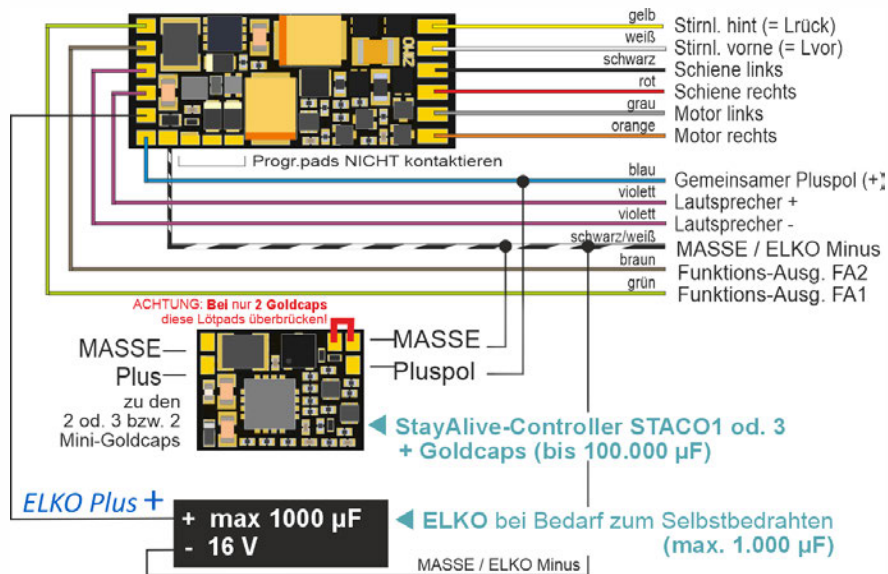 gelb
Stirnl. hint (= Lrück)
weiß
Stirnl. vorne (= Lvor)
schwarz
Schiene links
rot
Schiene rechts
grau
Motor links
orange
Motor rechts
ZIMO
Progr.pads NICHT kontaktieren
blau
Gemeinsamer Pluspol (+)
violett
Lautsprecher +
violett
Lautsprecher -
schwarz/weiß
MASSE / ELKO Minus
braun
Funktions-Ausg. FA2
grün
Funktions-Ausg. FA1
ACHTUNG: Bei nur 2 Goldcaps
diese Lötpads überbrücken!
MASSE
Plus
zu den
2 od. 3 bzw. 2
Mini-Goldcaps
MASSE
Pluspol
StayAlive-Controller STACO1 od. 3
+ Goldcaps (bis 100.000 µF)
ELKO Plus +
+ max 1000 µF
- 16 V
ELKO bei Bedarf zum Selbstbedrahten
(max. 1.000 µF)
MASSE / ELKO Minus